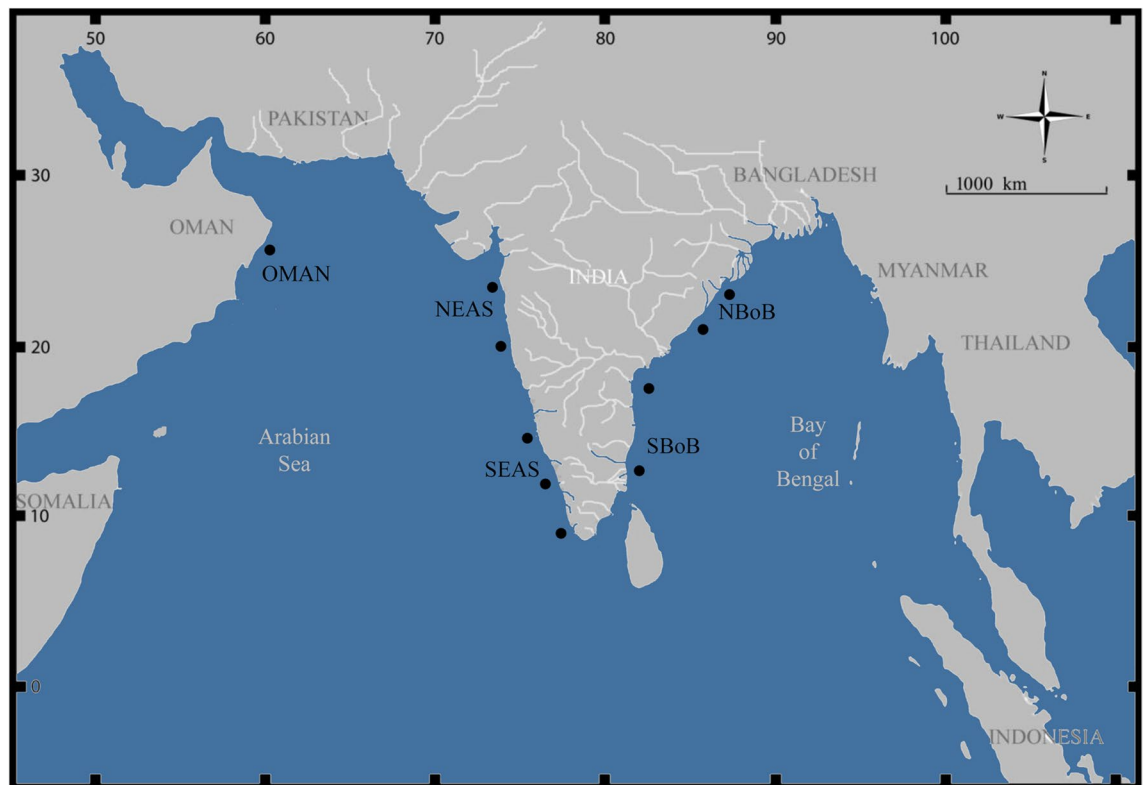 50 60 70 80 90 100
N
W E
S
PAKISTAN
30
BANGLADESH
1000 km
OMAN
OMAN
INDIA
MYANMAR
NEAS
NBoB
20
THAILAND
Arabian
Sea
SBoB
Bay
of
Bengal
SEAS
SOMALIA
10
0
INDONESIA